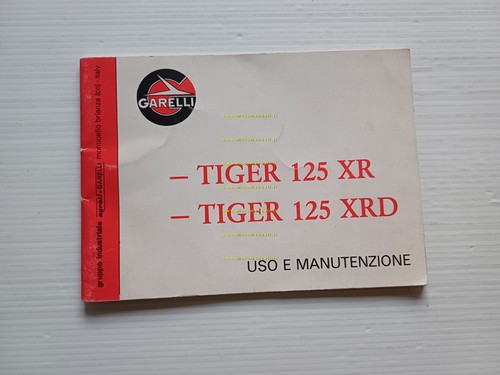 GARELLI
– TIGER 125 XR
– TIGER 125 XRD
USO E MANUTENZIONE
gruppo industriale agrati · GARELLI monticello brianza (co) - italy